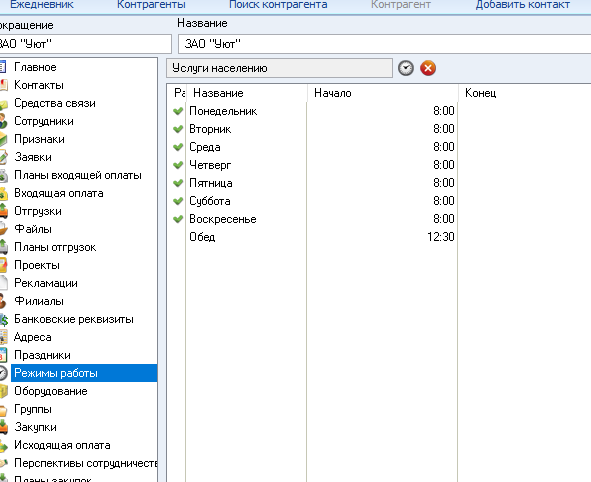 Ежедневник Контрагенты Поиск контрагента Контрагент Добавить контакт
окращение Название
ЗАО "Уют" ЗАО "Уют"
Главное
Контакты
Средства связи
Сотрудники
Признаки
Заявки
Планы входящей оплаты
Входящая оплата
Отгрузки
Файлы
Планы отгрузок
Проекты
Рекламации
Филиалы
Банковские реквизиты
Адреса
Праздники
Режимы работы
Оборудование
Группы
Закупки
Исходящая оплата
Перспективы сотрудничеств
Планы закупок
Услуги населению
Ра Название Начало Конец
Понедельник 8:00
Вторник 8:00
Среда 8:00
Четверг 8:00
Пятница 8:00
Суббота 8:00
Воскресенье 8:00
Обед 12:30